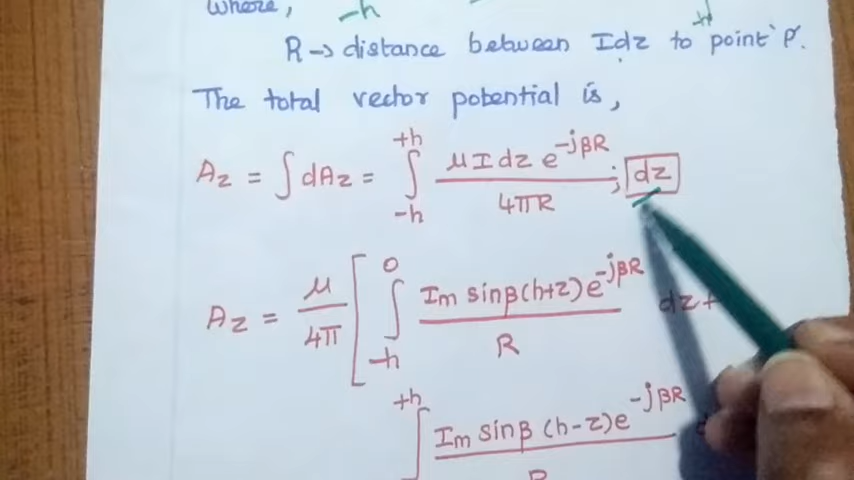 where, -h
R → distance between Idz to point 'P'.
The total vector potential is,
Az = ∫ dAz = ∫_{-h}^{+h} μ I dz e^{-jβR} / 4πR ; dz
Az = μ/4π [ ∫_{-h}^{0} Im sinβ(h+z) e^{-jβR} / R dz +
∫^{+h} Im sinβ (h-z) e^{-jβR} / R